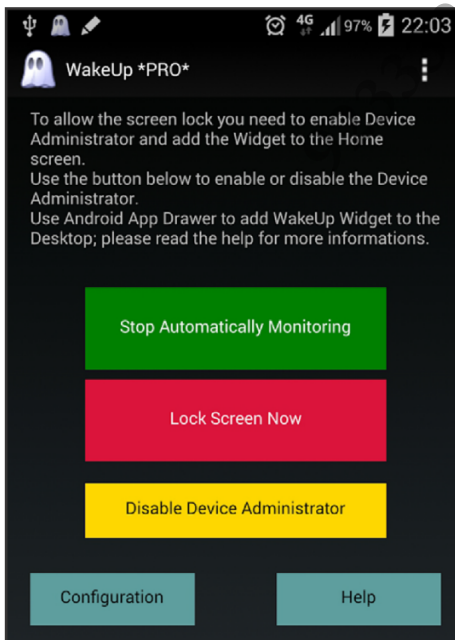 4G 97% 22:03
WakeUp *PRO*
To allow the screen lock you need to enable Device
Administrator and add the Widget to the Home
screen.
Use the button below to enable or disable the Device
Administrator.
Use Android App Drawer to add WakeUp Widget to the
Desktop; please read the help for more informations.
Stop Automatically Monitoring
Lock Screen Now
Disable Device Administrator
Configuration Help